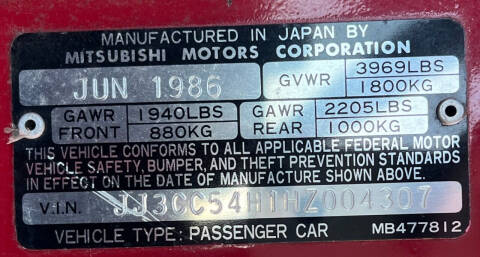 MANUFACTURED IN JAPAN BY
MITSUBISHI MOTORS CORPORATION
JUN 1986 GVWR 3969LBS
1800KG
GAWR FRONT 1940LBS 880KG GAWR REAR 2205LBS 1000KG
THIS VEHICLE CONFORMS TO ALL APPLICABLE FEDERAL MOTOR
VEHICLE SAFETY, BUMPER, AND THEFT PREVENTION STANDARDS
IN EFFECT ON THE DATE OF MANUFACTURE SHOWN ABOVE.
V.I.N. JJ3CC54H1HZ004307
VEHICLE TYPE: PASSENGER CAR MB477812